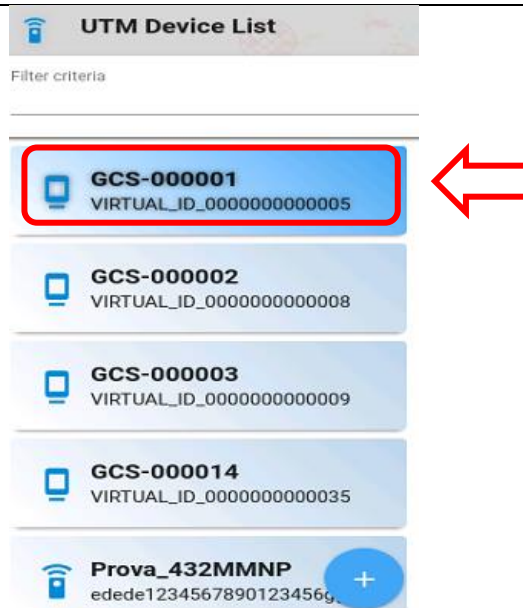 UTM Device List
Filter criteria
GCS-000001
VIRTUAL_ID_0000000000005
GCS-000002
VIRTUAL_ID_0000000000008
GCS-000003
VIRTUAL_ID_0000000000009
GCS-000014
VIRTUAL_ID_0000000000035
Prova_432MMNP
+